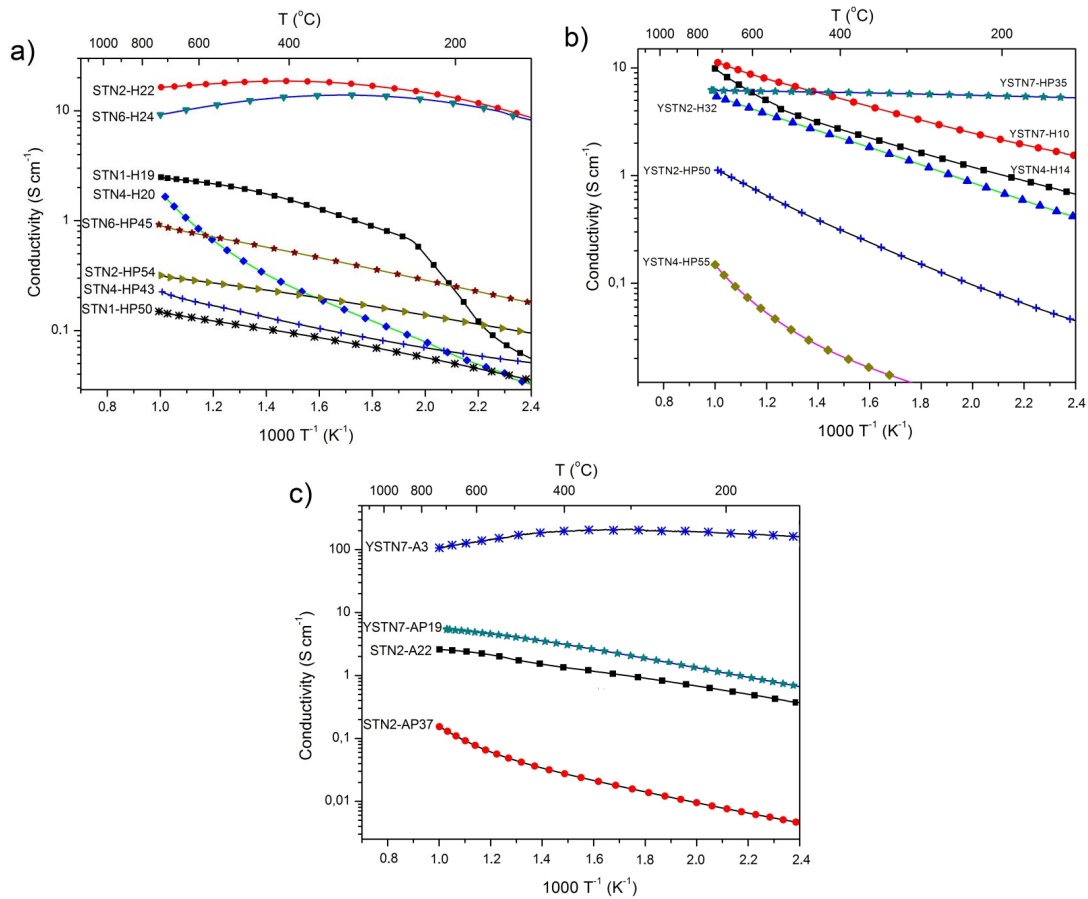 a)
T (°C)
1000 800 600 400 200
10
1
0.1
Conductivity (S cm⁻¹)
STN2-H22
STN6-H24
STN1-H19
STN4-H20
STN6-HP45
STN2-HP54
STN4-HP43
STN1-HP50
0.8 1.0 1.2 1.4 1.6 1.8 2.0 2.2 2.4
1000 T⁻¹ (K⁻¹)
b)
T (°C)
1000 800 600 400 200
10
1
0,1
Conductivity (S cm⁻¹)
YSTN7-HP35
YSTN2-H32
YSTN7-H10
YSTN4-H14
YSTN2-HP50
YSTN4-HP55
0.8 1.0 1.2 1.4 1.6 1.8 2.0 2.2 2.4
1000 T⁻¹ (K⁻¹)
c)
T (°C)
1000 800 600 400 200
100
10
1
0,1
0,01
Conductivity (S cm⁻¹)
YSTN7-A3
YSTN7-AP19
STN2-A22
STN2-AP37
0.8 1.0 1.2 1.4 1.6 1.8 2.0 2.2 2.4
1000 T⁻¹ (K⁻¹)